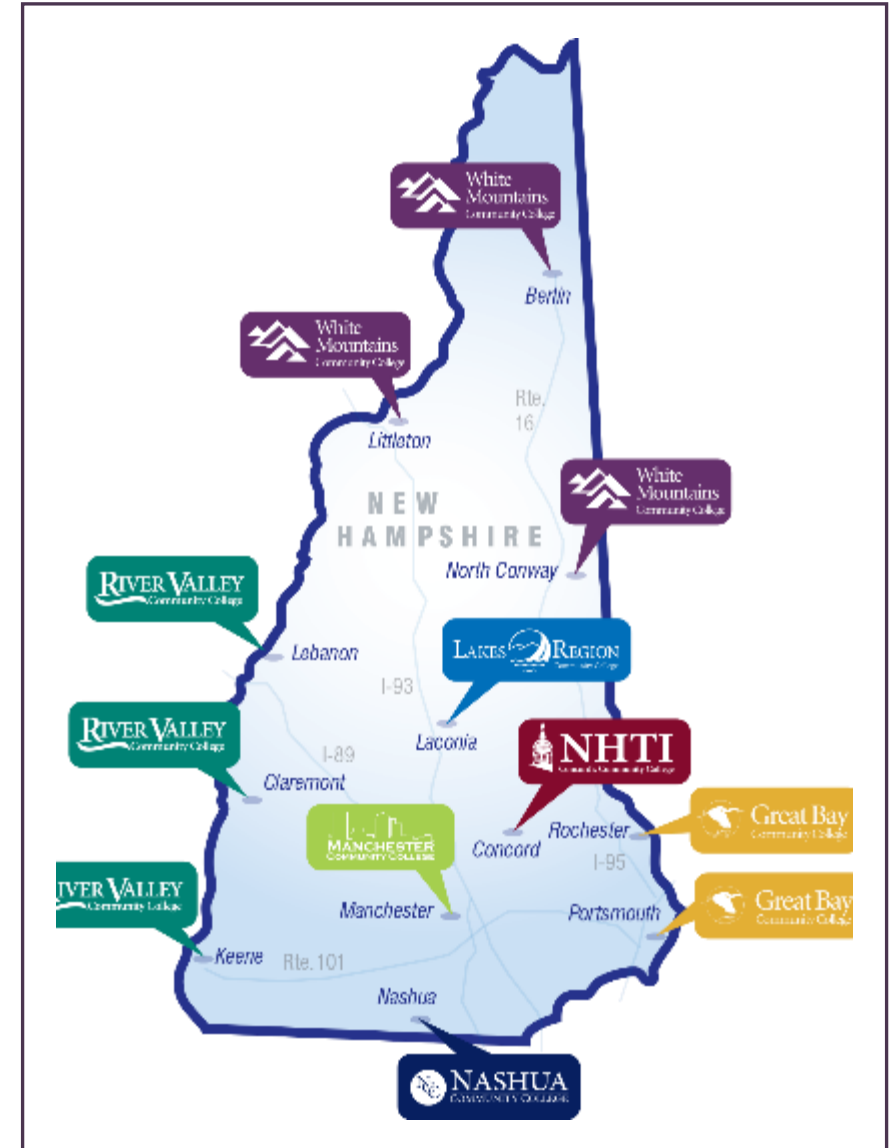 White
Mountains
Community College
Berlin
White
Mountains
Community College
Littleton
Rte.
16
White
Mountains
Community College
NEW
HAMPSHIRE
North Conway
RIVER VALLEY
Community College
Lebanon
LAKES REGION
Community College
I-93
RIVER VALLEY
Community College
Laconia
NHTI
Concord's Community College
I-89
Claremont
MANCHESTER
COMMUNITY COLLEGE
Concord
Rochester
Great Bay
Community College
I-95
IVER VALLEY
Community College
Manchester
Portsmouth
Great Bay
Community College
Keene
Rte. 101
Nashua
NASHUA
COMMUNITY COLLEGE